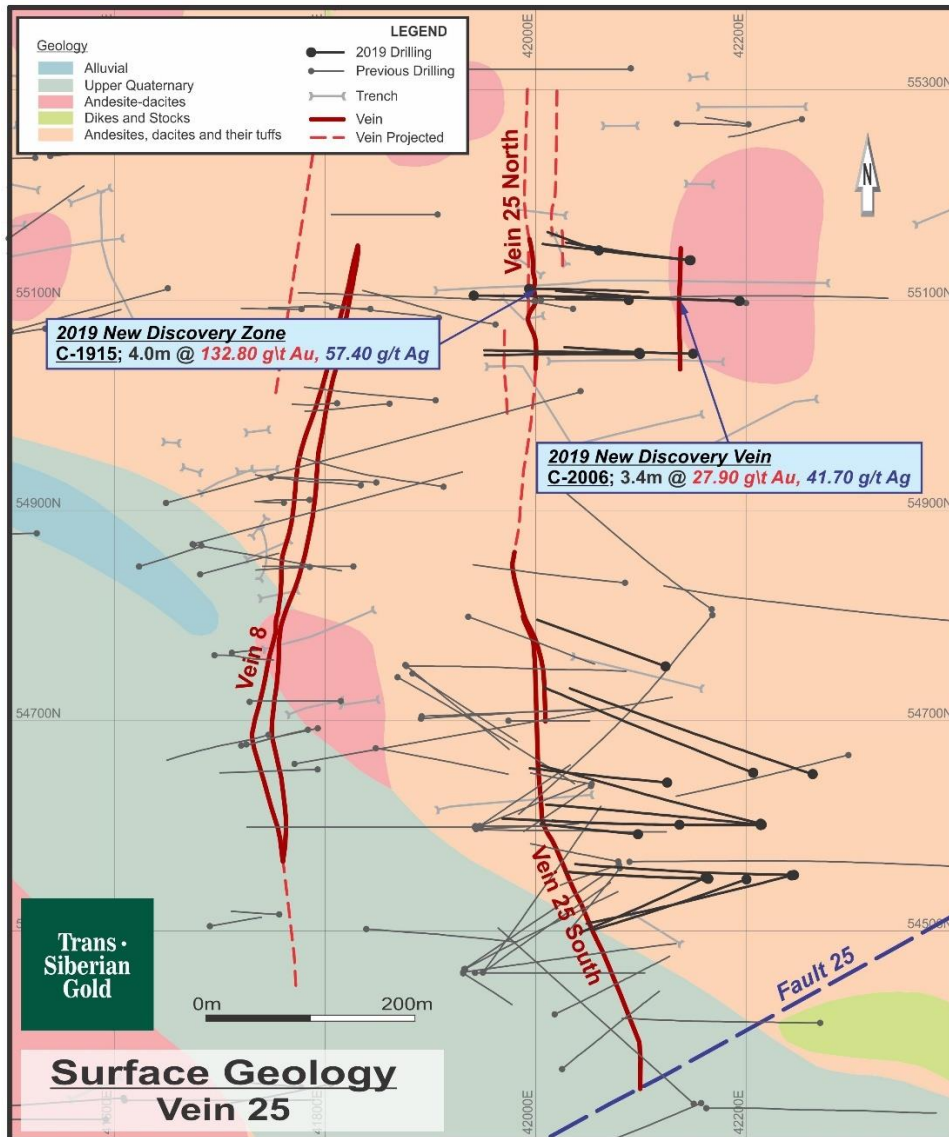 LEGEND
Geology
Alluvial
Upper Quaternary
Andesite-dacites
Dikes and Stocks
Andesites, dacites and their tuffs
2019 Drilling
Previous Drilling
Trench
Vein
Vein Projected
42000E
42200E
55300N
N
Vein 25 North
55100N
55100N
2019 New Discovery Zone
C-1915; 4.0m @ 132.80 g\t Au, 57.40 g/t Ag
2019 New Discovery Vein
C-2006; 3.4m @ 27.90 g\t Au, 41.70 g/t Ag
54900N
54900N
Vein 8
54700N
54700N
Vein 25 South
54500N
Fault 25
Trans·
Siberian
Gold
0m 200m
Surface Geology
Vein 25
41600E
41800E
42000E
42200E